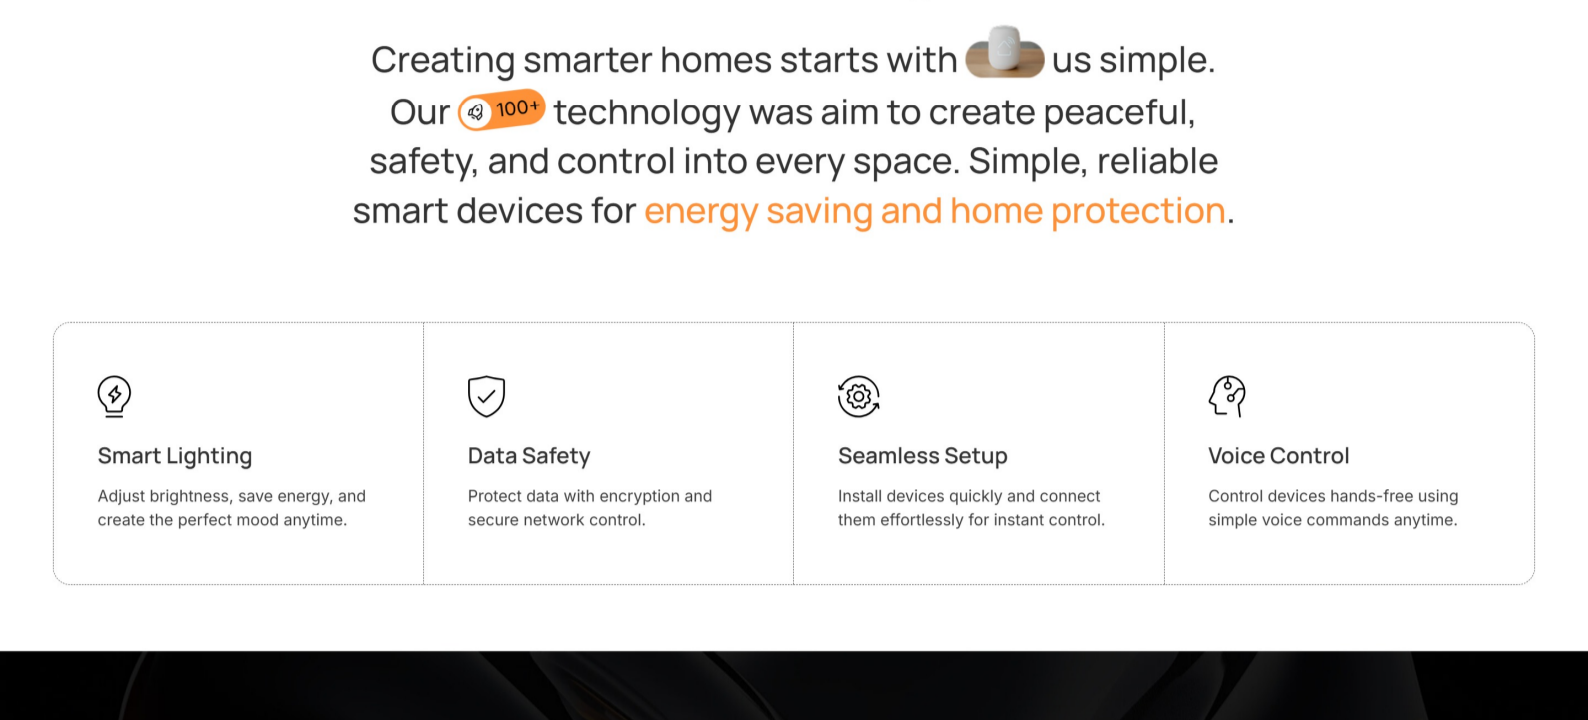 Creating smarter homes starts with us simple.
Our 100+ technology was aim to create peaceful,
safety, and control into every space. Simple, reliable
smart devices for energy saving and home protection.
Smart Lighting
Adjust brightness, save energy, and
create the perfect mood anytime.
Data Safety
Protect data with encryption and
secure network control.
Seamless Setup
Install devices quickly and connect
them effortlessly for instant control.
Voice Control
Control devices hands-free using
simple voice commands anytime.